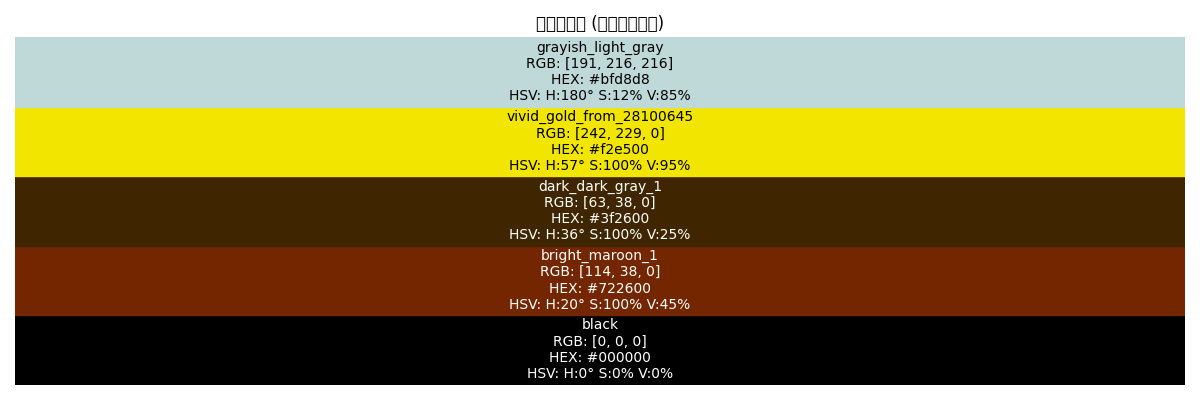 grayish_light_gray
RGB: [191, 216, 216]
HEX: #bfd8d8
HSV: H:180° S:12% V:85%
vivid_gold_from_28100645
RGB: [242, 229, 0]
HEX: #f2e500
HSV: H:57° S:100% V:95%
dark_dark_gray_1
RGB: [63, 38, 0]
HEX: #3f2600
HSV: H:36° S:100% V:25%
bright_maroon_1
RGB: [114, 38, 0]
HEX: #722600
HSV: H:20° S:100% V:45%
black
RGB: [0, 0, 0]
HEX: #000000
HSV: H:0° S:0% V:0%